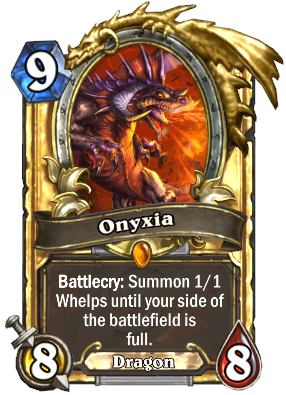 9
Onyxia
Battlecry: Summon 1/1
Whelps until your side of
the battlefield is
full.
Dragon
8 8